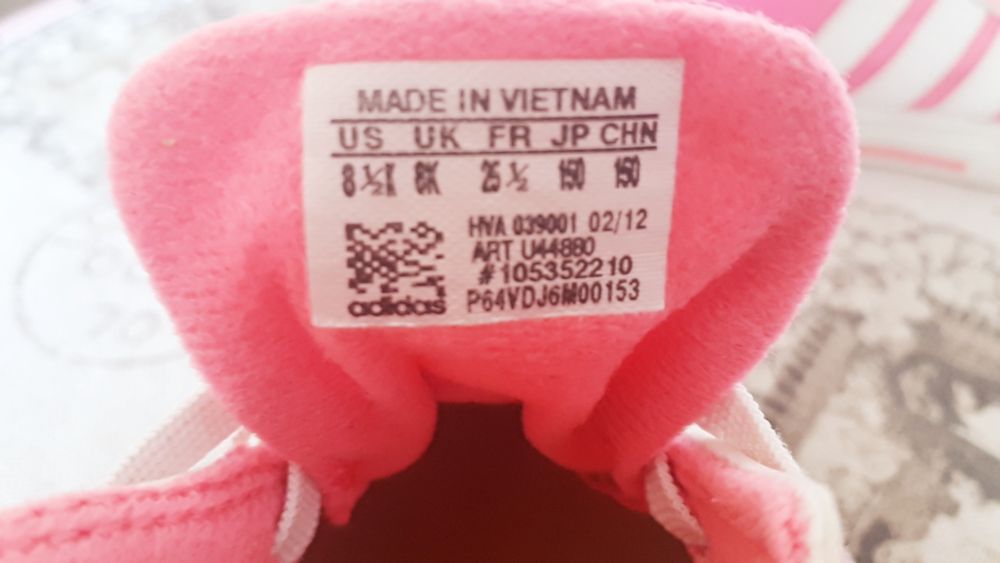 MADE IN VIETNAM
US UK FR JP CHN
8 ½K 8K 25 ½ 150 150
HVA 039001 02/12
ART U44880
#105352210
adidas P64VDJ6M00153